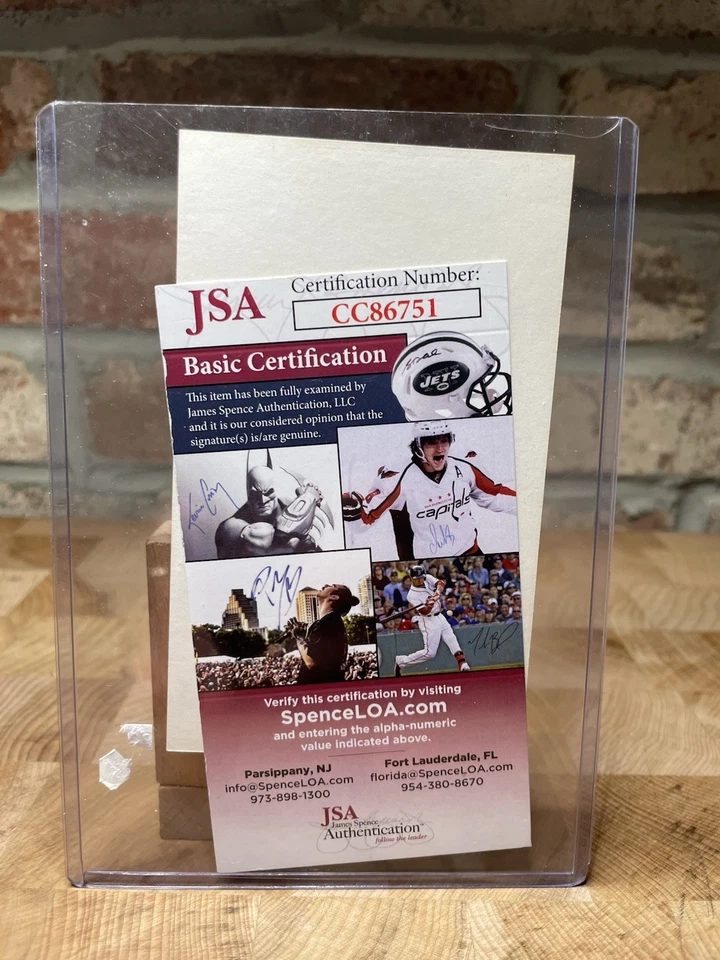 JSA
Certification Number:
CC86751
Basic Certification
This item has been fully examined by
James Spence Authentication, LLC
and it is our considered opinion that the
signature(s) is/are genuine.
JETS
A
capitals
Verify this certification by visiting
SpenceLOA.com
and entering the alpha-numeric
value indicated above.
Parsippany, NJ
info@SpenceLOA.com
973-898-1300
Fort Lauderdale, FL
florida@SpenceLOA.com
954-380-8670
JSA
James Spence
Authentication
follow the leader